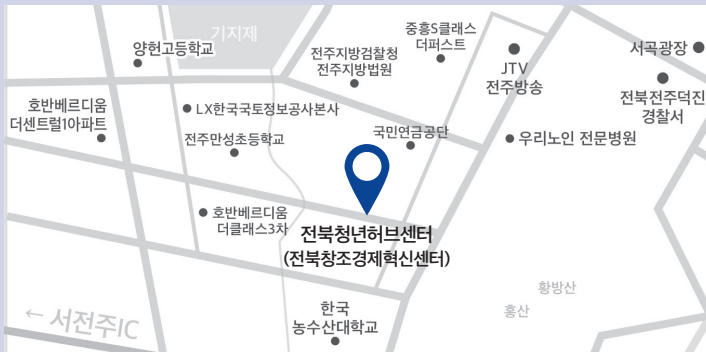 기지제
양현고등학교
전주지방검찰청
전주지방법원
중흥S클래스
더퍼스트
JTV
전주방송
서곡광장
전북전주덕진
경찰서
호반베르디움
더센트럴1아파트
LX한국국토정보공사본사
전주만성초등학교
국민연금공단
우리노인 전문병원
호반베르디움
더클래스3차
전북청년허브센터
(전북창조경제혁신센터)
황방산
홍산
한국
농수산대학교
← 서전주IC